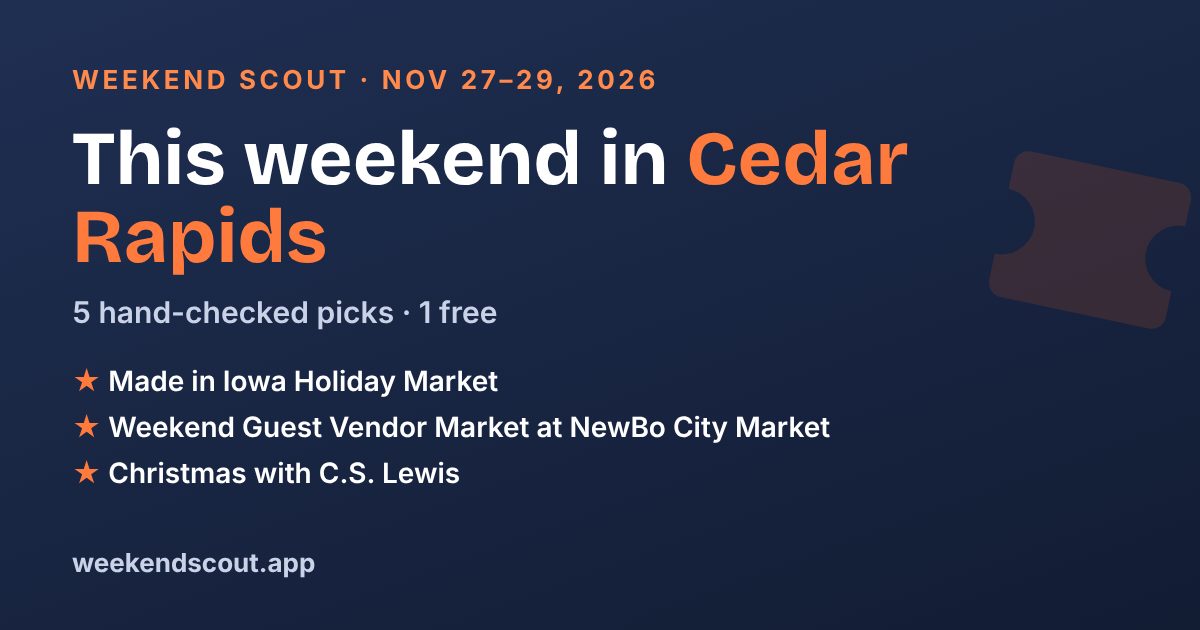 WEEKEND SCOUT · NOV 27–29, 2026
This weekend in Cedar
Rapids
5 hand-checked picks · 1 free
★ Made in Iowa Holiday Market
★ Weekend Guest Vendor Market at NewBo City Market
★ Christmas with C.S. Lewis
weekendscout.app